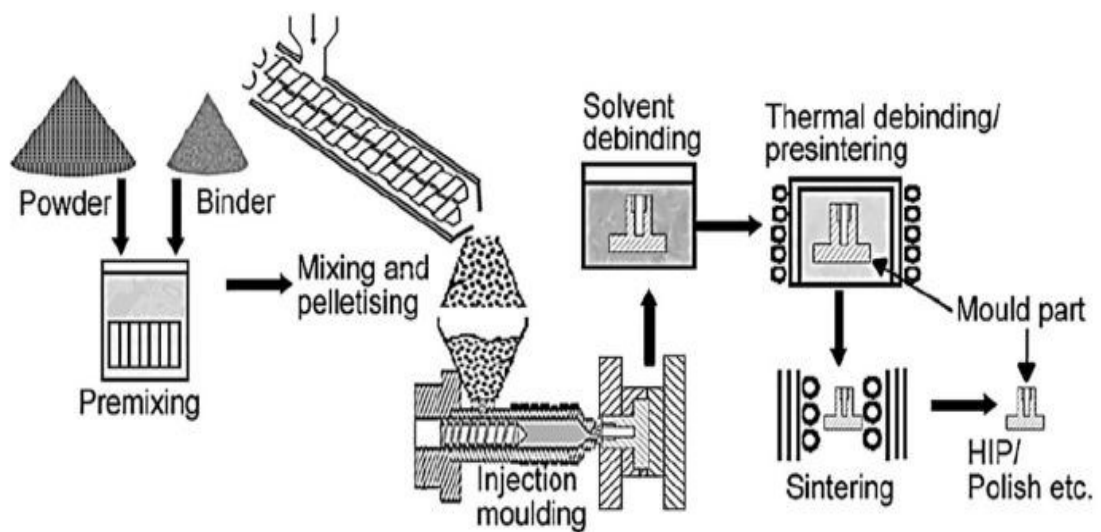 Powder
Binder
Premixing
Mixing and
pelletising
Injection
moulding
Solvent
debinding
Thermal debinding/
presintering
Mould part
Sintering
HIP/
Polish etc.